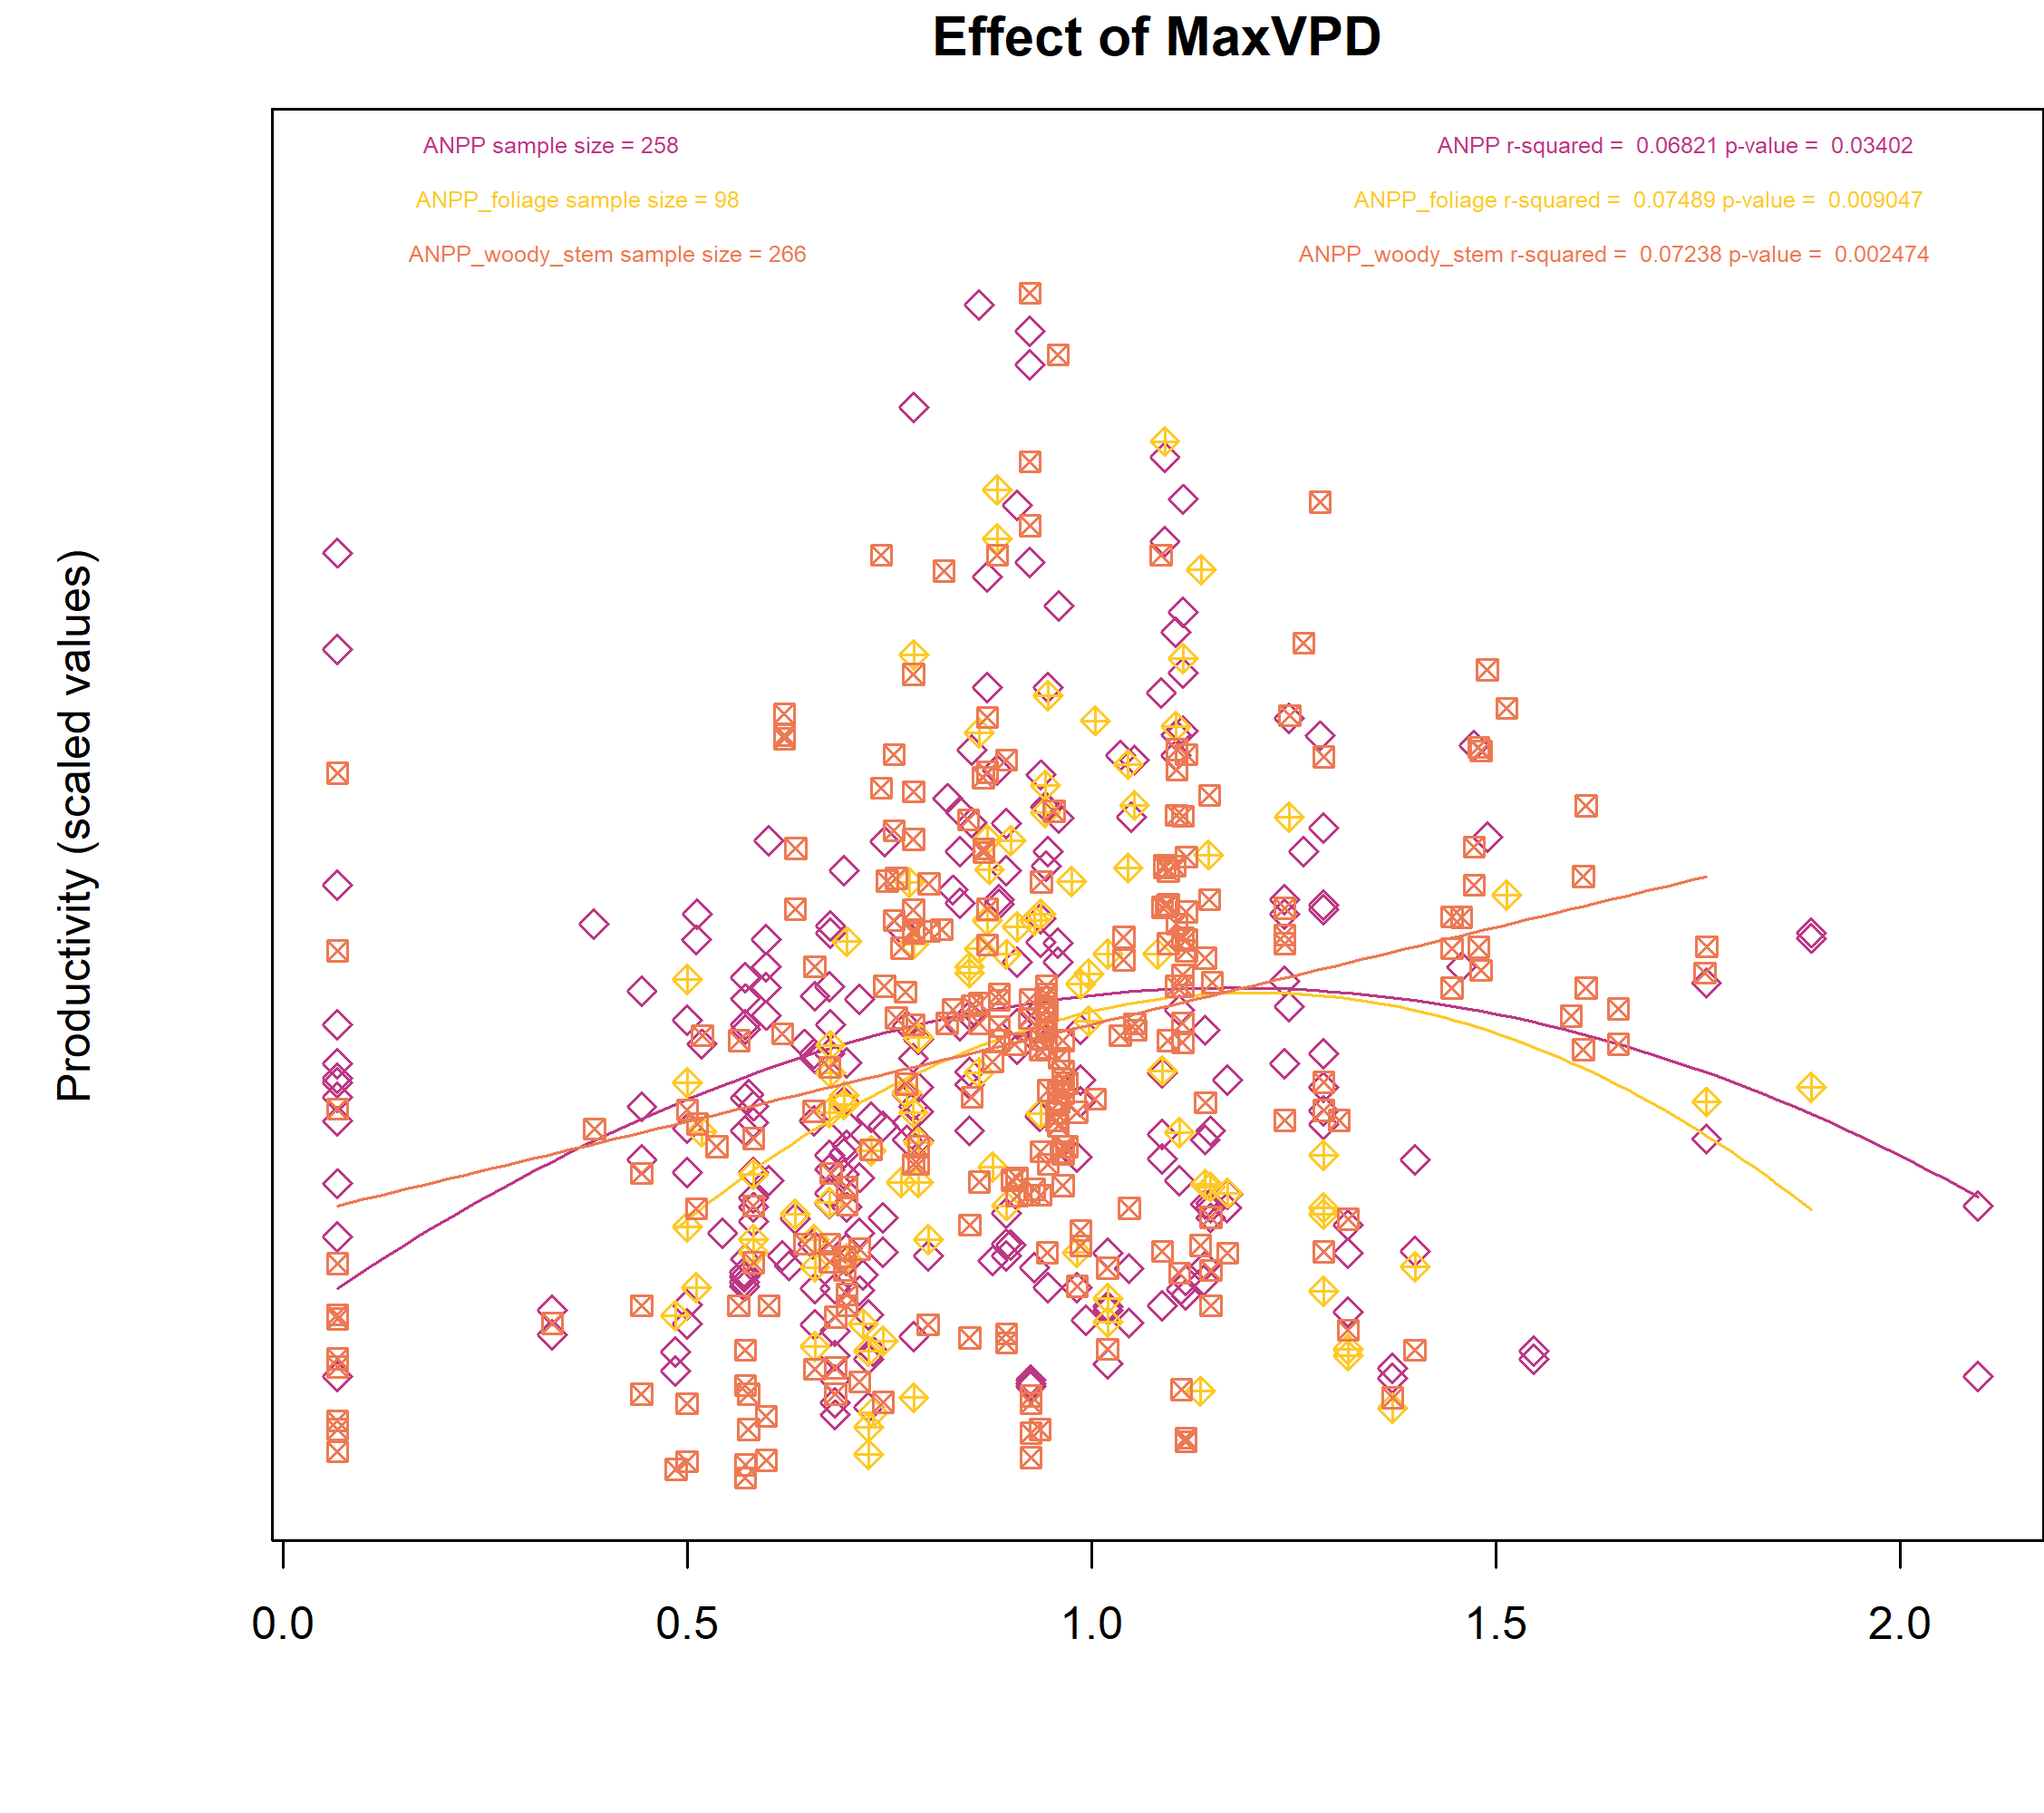 Effect of MaxVPD
ANPP sample size = 258
ANPP r-squared = 0.06821 p-value = 0.03402
ANPP_foliage sample size = 98
ANPP_foliage r-squared = 0.07489 p-value = 0.009047
ANPP_woody_stem sample size = 266
ANPP_woody_stem r-squared = 0.07238 p-value = 0.002474
Productivity (scaled values)
0.0 0.5 1.0 1.5 2.0